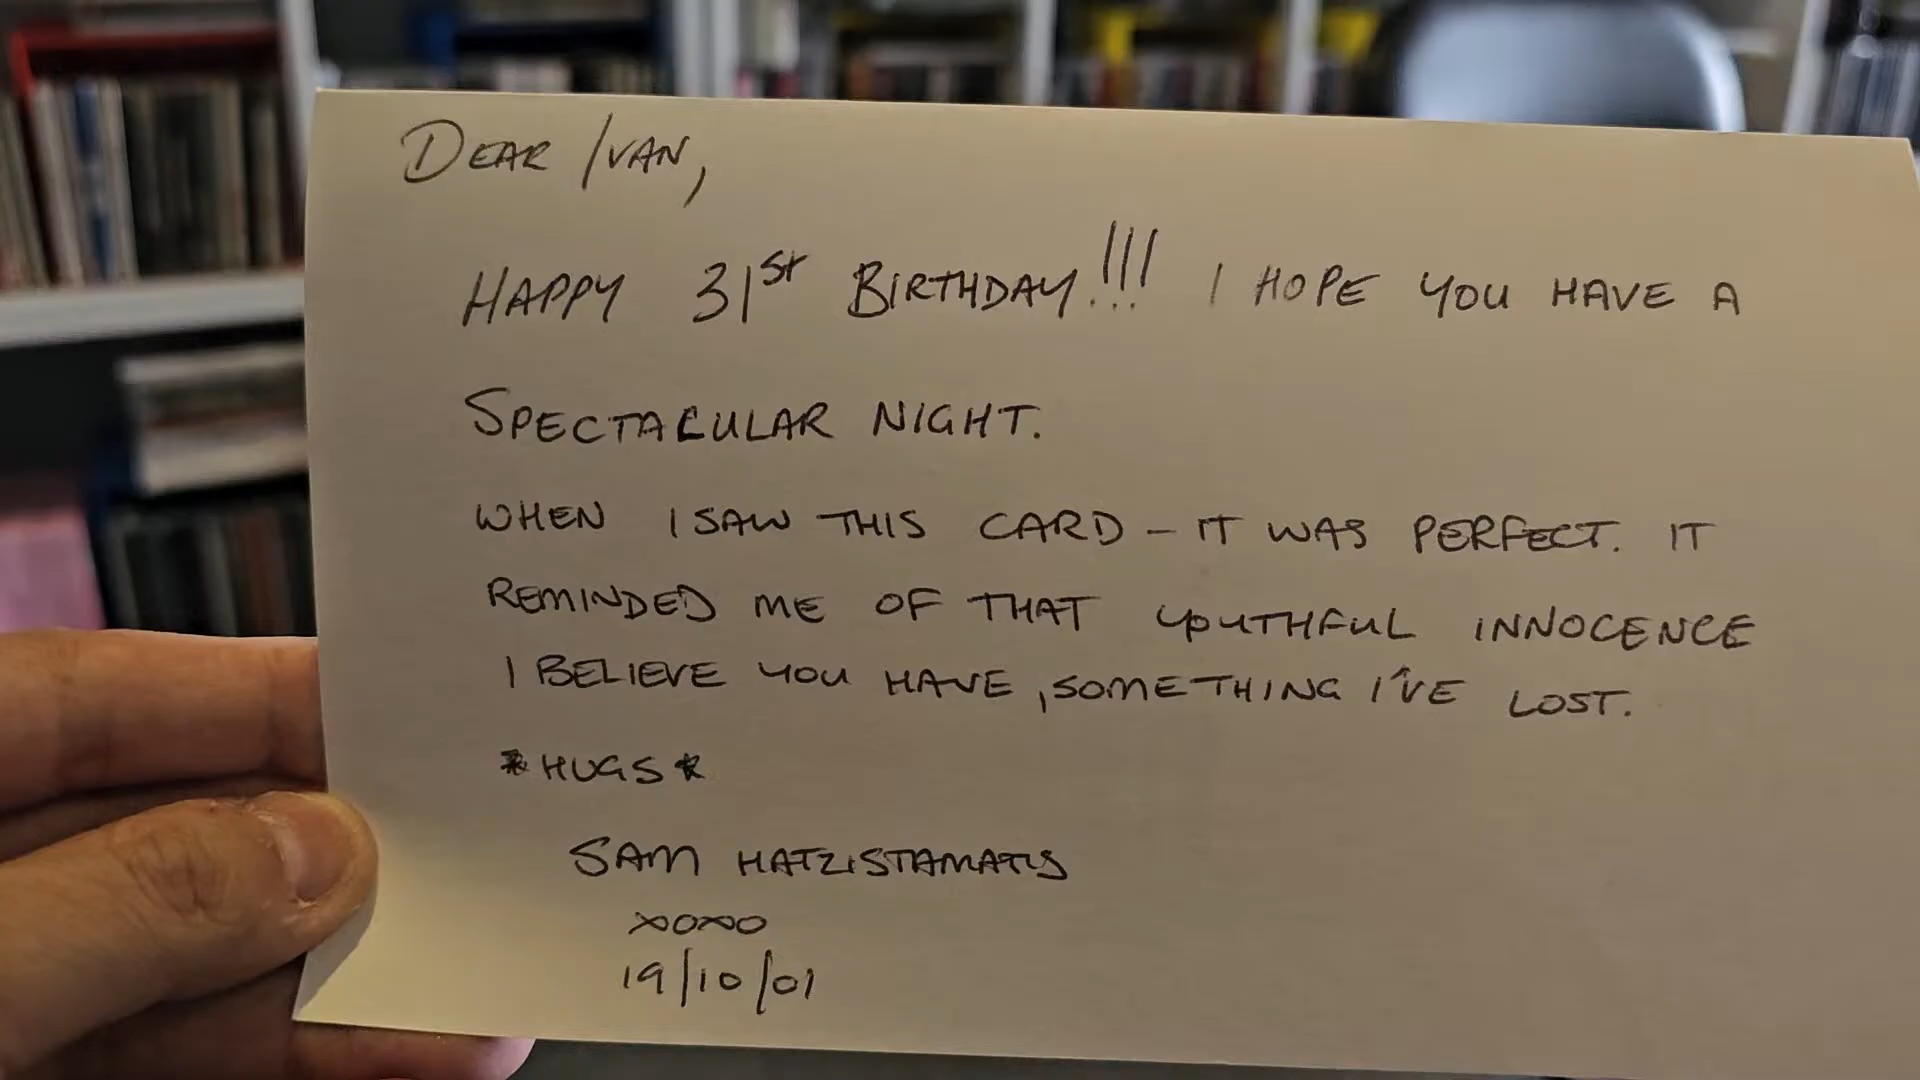 DEAR IVAN,
HAPPY 31ST BIRTHDAY!!! I HOPE YOU HAVE A
SPECTACULAR NIGHT.
WHEN I SAW THIS CARD – IT WAS PERFECT. IT
REMINDED ME OF THAT YOUTHFUL INNOCENCE
I BELIEVE YOU HAVE, SOMETHING I'VE LOST.
*HUGS*
SAM HATZISTAMATIS
XOXO
19/10/01